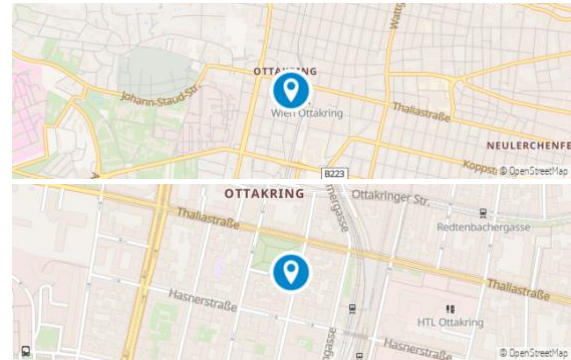 OTTAKRING
Johann-Staud-Str.
Wien Ottakring
Thaliastraße
NEULERCHENFE
B223
Koppst
© OpenStreetMap
OTTAKRING
Ottakringer Str.
Thaliastraße
Redtenbachergasse
Thaliastraße
Hasnerstraße
HTL Ottakring
Hasnerstraße
© OpenStreetMap